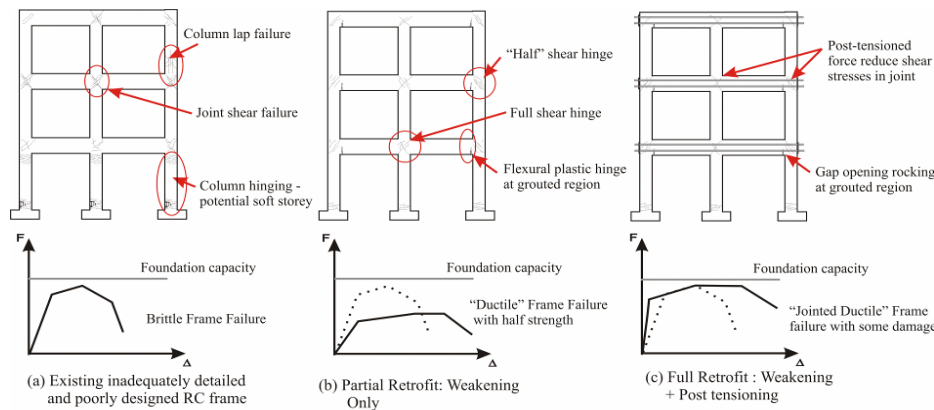 Column lap failure
Joint shear failure
Column hinging -
potential soft storey
F
Foundation capacity
Brittle Frame Failure
Δ
(a) Existing inadequately detailed
and poorly designed RC frame
“Half” shear hinge
Full shear hinge
Flexural plastic hinge
at grouted region
F
Foundation capacity
“Ductile” Frame Failure
with half strength
Δ
(b) Partial Retrofit: Weakening
Only
Post-tensioned
force reduce shear
stresses in joint
Gap opening rocking
at grouted region
F
Foundation capacity
“Jointed Ductile” Frame
failure with some damage
Δ
(c) Full Retrofit : Weakening
+ Post tensioning